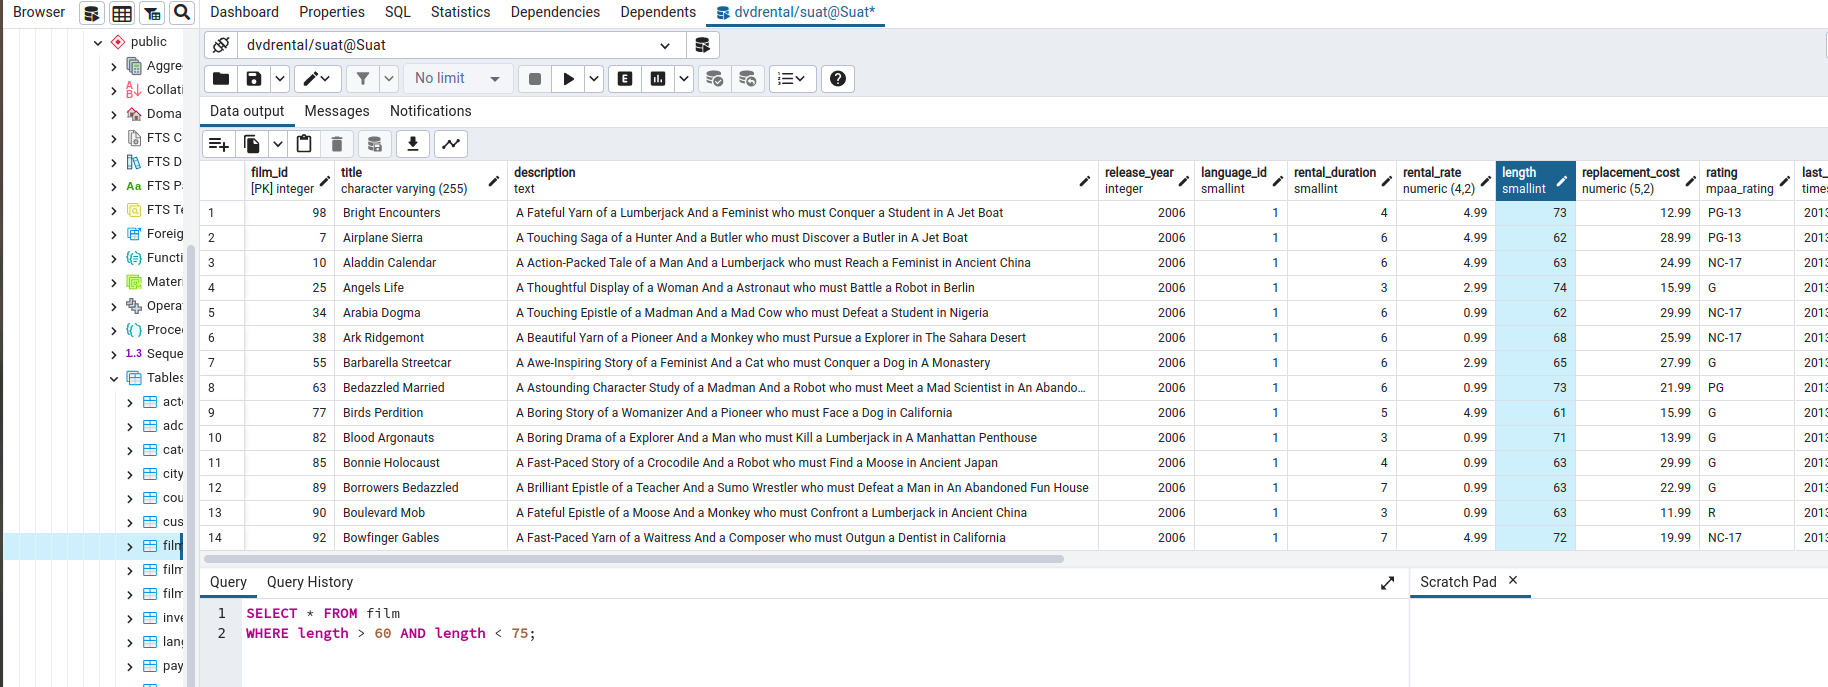 Browser
Dashboard Properties SQL Statistics Dependencies Dependents dvdrental/suat@Suat*
public
Aggre
Collati
Doma
FTS C
FTS D
FTS P
FTS Te
Foreig
Functi
Materi
Opera
Proce
1..3 Seque
Tables
act
add
cat
city
cou
cus
film
film
film
inve
lang
pay
dvdrental/suat@Suat
No limit
E
Data output Messages Notifications
film_id title description release_year language_id rental_duration rental_rate length replacement_cost rating last_
[PK] integer character varying (255) text integer smallint smallint numeric (4,2) smallint numeric (5,2) mpaa_rating times
1 98 Bright Encounters A Fateful Yarn of a Lumberjack And a Feminist who must Conquer a Student in A Jet Boat 2006 1 4 4.99 73 12.99 PG-13 2013
2 7 Airplane Sierra A Touching Saga of a Hunter And a Butler who must Discover a Butler in A Jet Boat 2006 1 6 4.99 62 28.99 PG-13 2013
3 10 Aladdin Calendar A Action-Packed Tale of a Man And a Lumberjack who must Reach a Feminist in Ancient China 2006 1 6 4.99 63 24.99 NC-17 2013
4 25 Angels Life A Thoughtful Display of a Woman And a Astronaut who must Battle a Robot in Berlin 2006 1 3 2.99 74 15.99 G 2013
5 34 Arabia Dogma A Touching Epistle of a Madman And a Mad Cow who must Defeat a Student in Nigeria 2006 1 6 0.99 62 29.99 NC-17 2013
6 38 Ark Ridgemont A Beautiful Yarn of a Pioneer And a Monkey who must Pursue a Explorer in The Sahara Desert 2006 1 6 0.99 68 25.99 NC-17 2013
7 55 Barbarella Streetcar A Awe-Inspiring Story of a Feminist And a Cat who must Conquer a Dog in A Monastery 2006 1 6 2.99 65 27.99 G 2013
8 63 Bedazzled Married A Astounding Character Study of a Madman And a Robot who must Meet a Mad Scientist in An Abando... 2006 1 6 0.99 73 21.99 PG 2013
9 77 Birds Perdition A Boring Story of a Womanizer And a Pioneer who must Face a Dog in California 2006 1 5 4.99 61 15.99 G 2013
10 82 Blood Argonauts A Boring Drama of a Explorer And a Man who must Kill a Lumberjack in A Manhattan Penthouse 2006 1 3 0.99 71 13.99 G 2013
11 85 Bonnie Holocaust A Fast-Paced Story of a Crocodile And a Robot who must Find a Moose in Ancient Japan 2006 1 4 0.99 63 29.99 G 2013
12 89 Borrowers Bedazzled A Brilliant Epistle of a Teacher And a Sumo Wrestler who must Defeat a Man in An Abandoned Fun House 2006 1 7 0.99 63 22.99 G 2013
13 90 Boulevard Mob A Fateful Epistle of a Moose And a Monkey who must Confront a Lumberjack in Ancient China 2006 1 3 0.99 63 11.99 R 2013
14 92 Bowfinger Gables A Fast-Paced Yarn of a Waitress And a Composer who must Outgun a Dentist in California 2006 1 7 4.99 72 19.99 NC-17 2013
Query Query History
Scratch Pad
1 SELECT * FROM film
2 WHERE length > 60 AND length < 75;